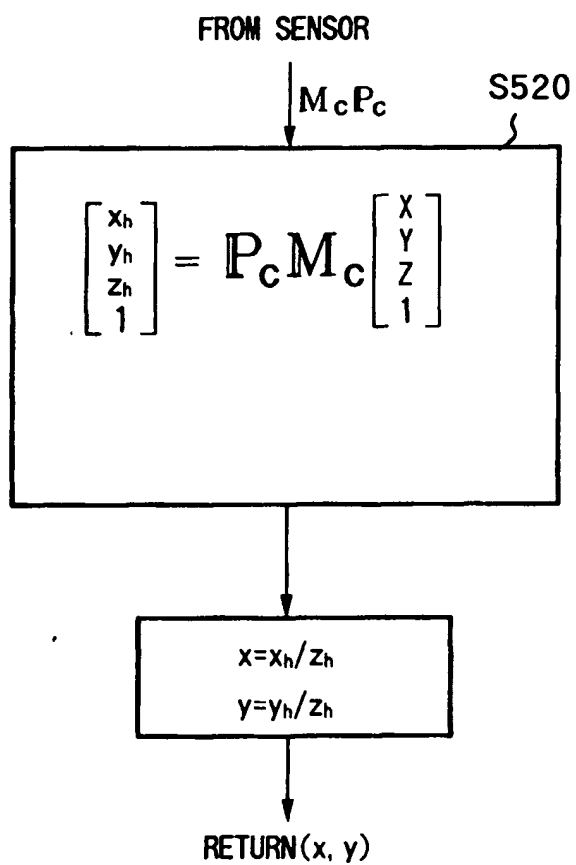 FROM SENSOR
McPc
S520
[xh yh zh 1] = PcMc [X Y Z 1]
x=xh/zh
y=yh/zh
RETURN(x, y)